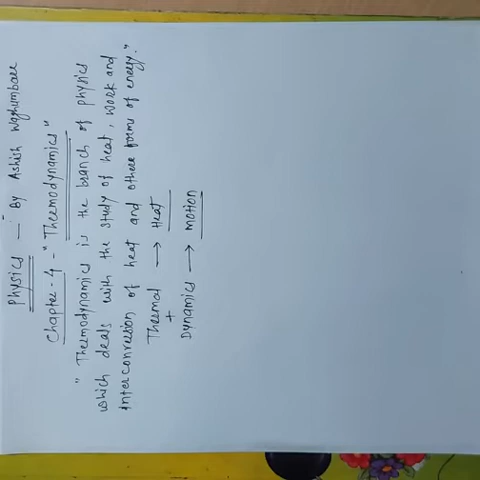 Physics — By Ashish Waghumbare
Chapter - 4 - "Thermodynamics"
"Thermodynamics is the branch of physics
which deals with the study of heat, work and
interconversion of heat and other forms of energy."
Thermal → Heat
+
Dynamics → Motion